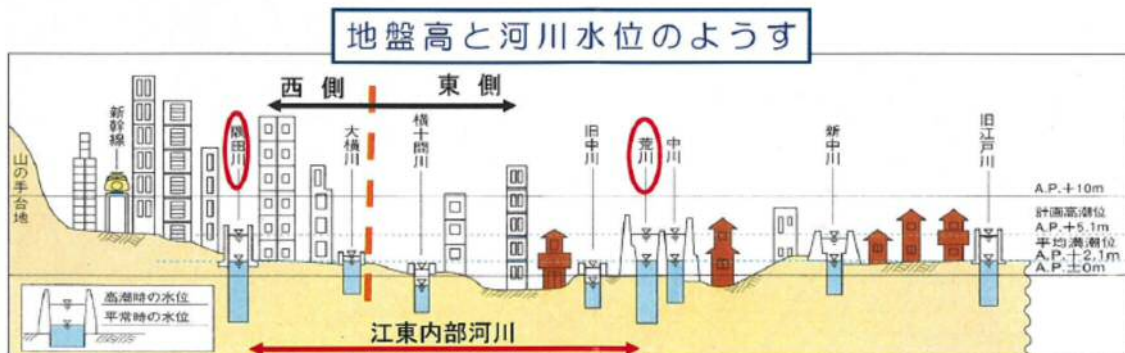 地盤高と河川水位のようす
西側
東側
山の手台地
新幹線
隅田川
大横川
横十間川
旧中川
荒川
中川
新中川
旧江戸川
A.P.+10m
計画高潮位
A.P.+5.1m
平均満潮位
A.P.+2.1m
A.P.±0m
高潮時の水位
平常時の水位
江東内部河川